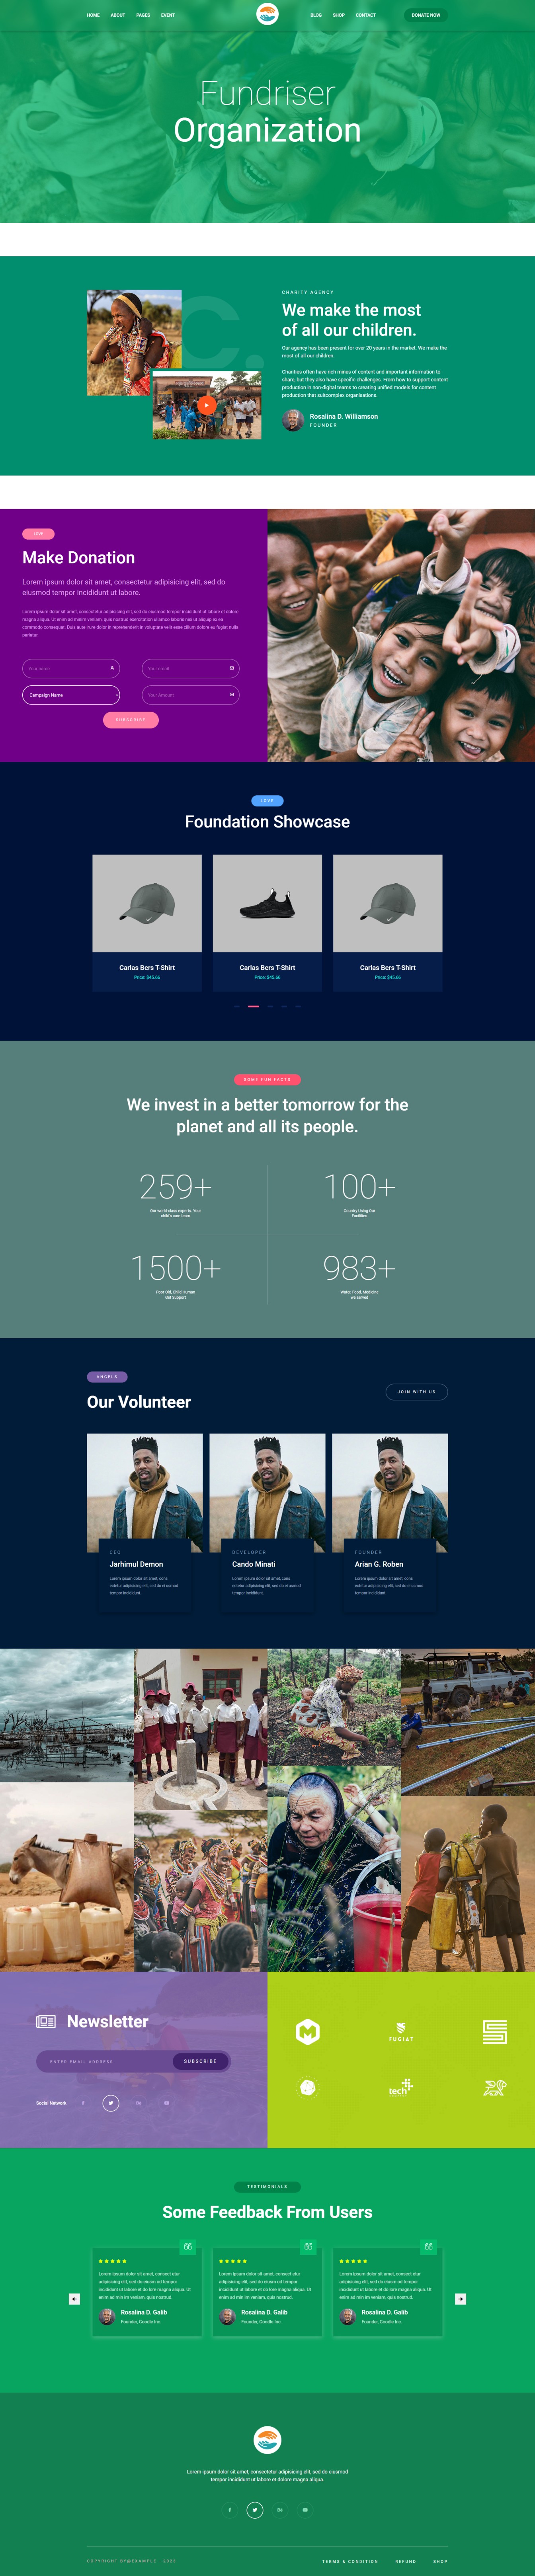 HOME ABOUT PAGES EVENT BLOG SHOP CONTACT DONATE NOW
Fundriser
Organization
C.
CHARITY AGENCY
We make the most
of all our children.
Our agency has been present for over 20 years in the market. We make the
most of all our children.
Charities often have rich mines of content and important information to
share, but they also have specific challenges. From how to support content
production in non-digital teams to creating unified models for content
production that suitcomplex organisations.
Rosalina D. Williamson
FOUNDER
Make Donation
Lorem ipsum dolor sit amet, consectetur adipisicing elit, sed do
eiusmod tempor incididunt ut labore.
Lorem ipsum dolor sit amet, consectetur adipisicing elit, sed do eiusmod tempor incididunt ut labore et dolore
magna aliqua. Ut enim ad minim veniam, quis nostrud exercitation ullamco laboris nisi ut aliquip ex ea
commodo consequat. Duis aute irure dolor in reprehenderit in voluptate velit esse cillum dolore eu fugiat nulla
pariatur.
Your name Your email
Campaign Name Your Amount
SUBSCRIBE
LOVE
Foundation Showcase
Carlas Bers T-Shirt Carlas Bers T-Shirt Carlas Bers T-Shirt
Price: $45.66 Price: $45.66 Price: $45.66
SOME FUN FACTS
We invest in a better tomorrow for the
planet and all its people.
259+ 100+
Our world-class experts. Your
child's care team
Country Using Our
Facilities
1500+ 983+
Poor Old, Child Human
Get Support
Water, Food, Medicine
we served
ANGELS
Our Volunteer
JOIN WITH US
CEO DEVELOPER FOUNDER
Jarhimul Demon Cando Minati Arian G. Roben
Lorem ipsum dolor sit amet, cons Lorem ipsum dolor sit amet, cons Lorem ipsum dolor sit amet, cons
ectetur adipisicing elit, sed do ei usmod ectetur adipisicing elit, sed do ei usmod ectetur adipisicing elit, sed do ei usmod
tempor incididunt. tempor incididunt. tempor incididunt.
Newsletter
ENTER EMAIL ADDRESS SUBSCRIBE
Social Network
FUGIAT
tech
TESTIMONIALS
Some Feedback From Users
Lorem ipsum dolor sit amet, consect etur Lorem ipsum dolor sit amet, consect etur Lorem ipsum dolor sit amet, consect etur
adipisicing elit, sed do eiusm od tempor adipisicing elit, sed do eiusm od tempor adipisicing elit, sed do eiusm od tempor
incididunt ut labore et do lore magna aliqua. Ut incididunt ut labore et do lore magna aliqua. Ut incididunt ut labore et do lore magna aliqua. Ut
enim ad min im veniam, quis nostrud. enim ad min im veniam, quis nostrud. enim ad min im veniam, quis nostrud.
Rosalina D. Galib Rosalina D. Galib Rosalina D. Galib
Founder, Goodle Inc. Founder, Goodle Inc. Founder, Goodle Inc.
Lorem ipsum dolor sit amet, consectetur adipisicing elit, sed do eiusmod
tempor incididunt ut labore et dolore magna aliqua.
COPYRIGHT BY@EXAMPLE - 2023 TERMS & CONDITION REFUND SHOP